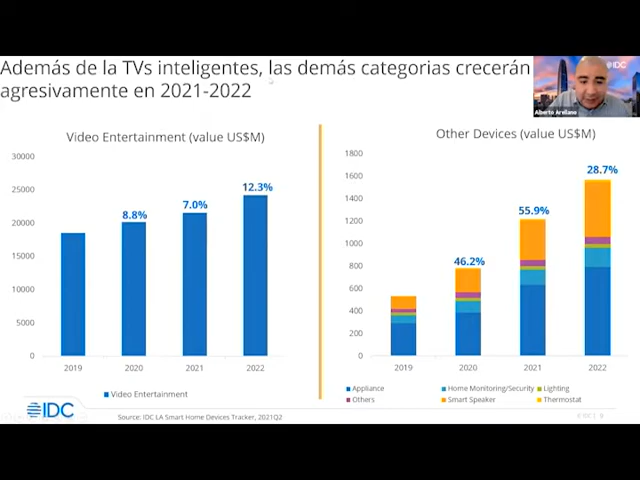 Además de la TVs inteligentes, las demás categorias crecerán
agresivamente en 2021-2022
IDC
Alberto Arellano
Video Entertainment (value US$M)
30000
25000
20000
15000
10000
5000
0
8.8%
7.0%
12.3%
2019 2020 2021 2022
Video Entertainment
Other Devices (value US$M)
1800
1600
1400
1200
1000
800
600
400
200
0
46.2%
55.9%
28.7%
2019 2020 2021 2022
Appliance Home Monitoring/Security Lighting
Others Smart Speaker Thermostat
IDC
Source: IDC LA Smart Home Devices Tracker, 2021Q2